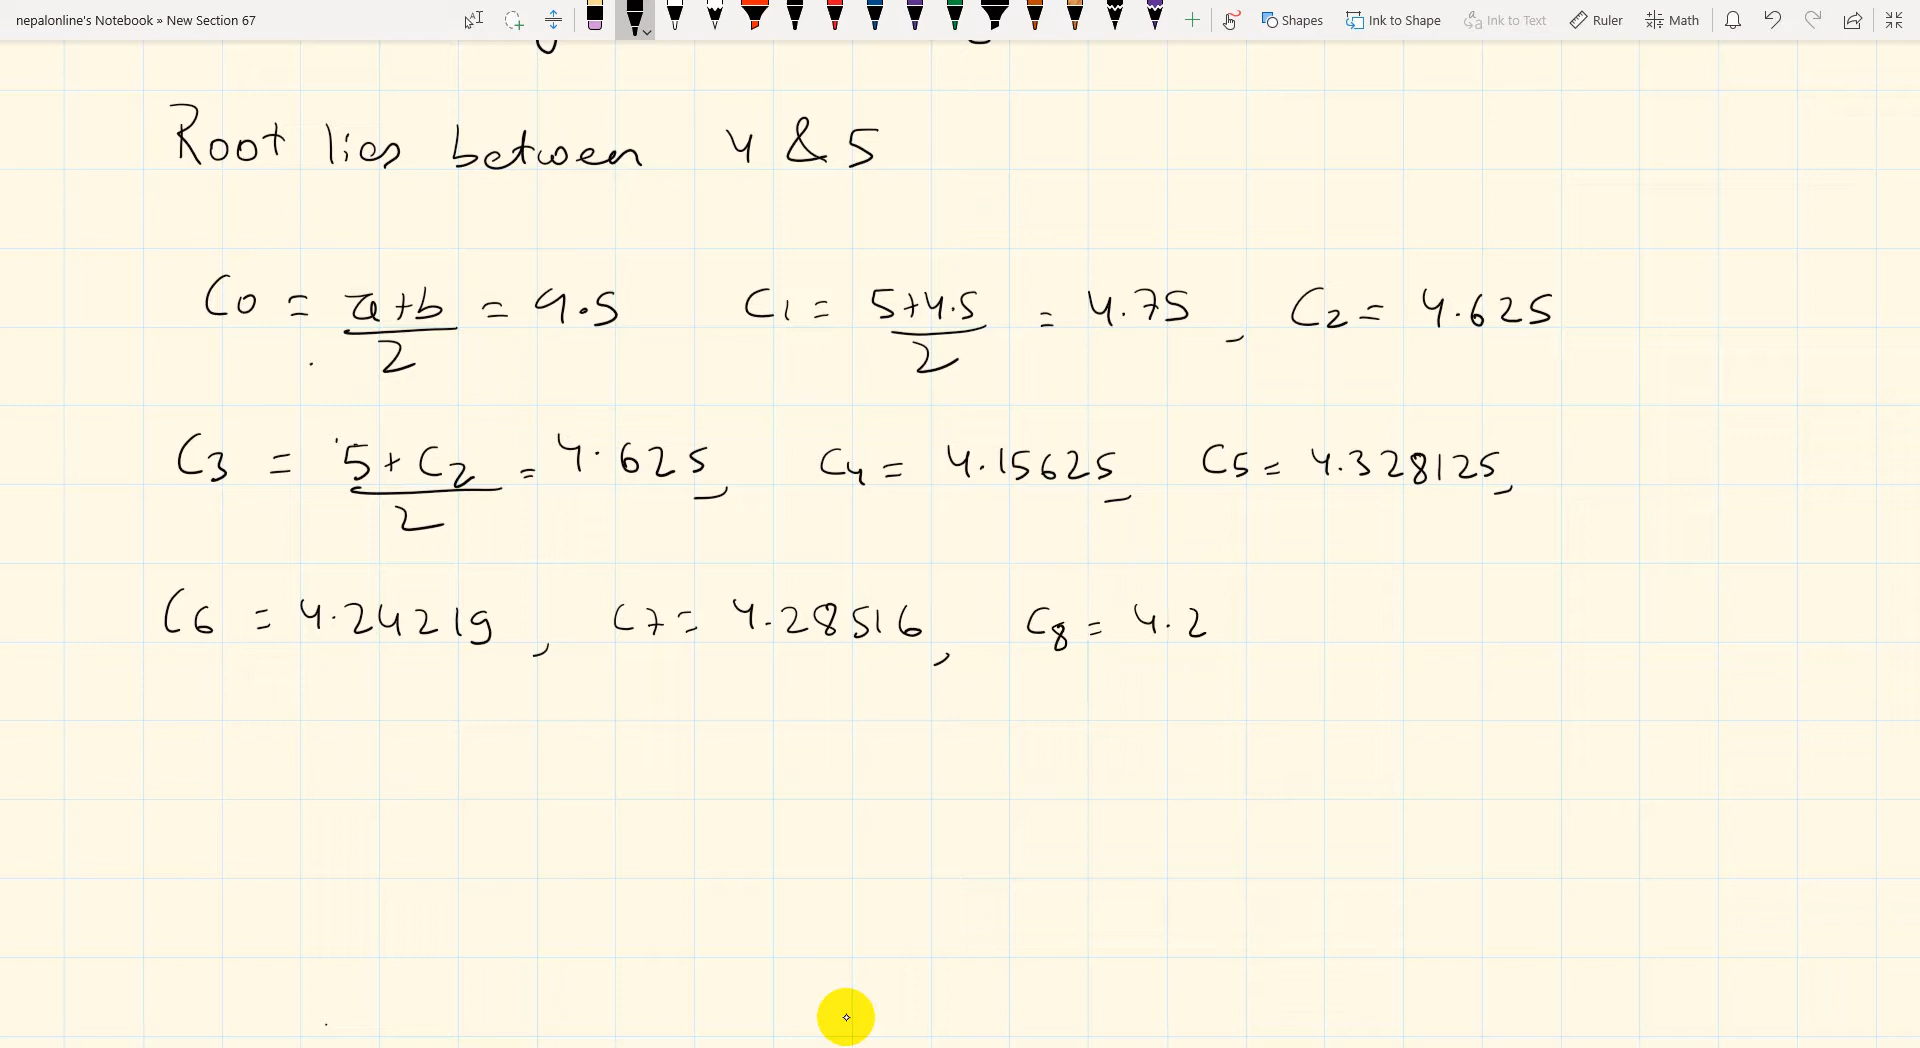 nepalonline's Notebook » New Section 67 Shapes Ink to Shape Ink to Text Ruler Math
Root lies between 4 & 5
C0 = a+b/2 = 4.5 C1 = 5+4.5/2 = 4.75, C2 = 4.625
C3 = 5+C2/2 = 4.625, C4 = 4.15625, C5 = 4.328125,
C6 = 4.24219, C7 = 4.28516, C8 = 4.2